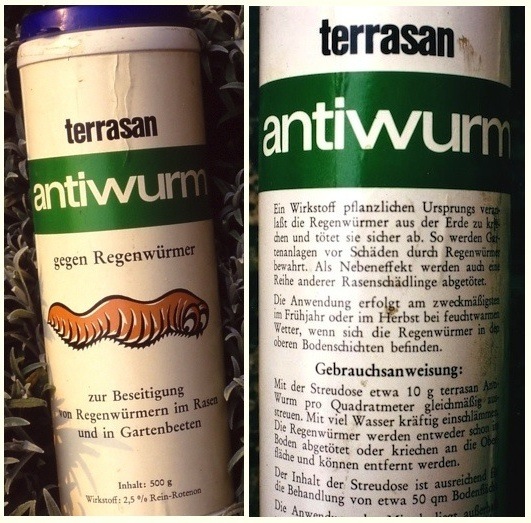 terrasan
antiwurm
gegen Regenwürmer
zur Beseitigung
von Regenwürmern im Rasen
und in Gartenbeeten
Inhalt: 500 g
Wirkstoff: 2,5 % Rein-Rotenon
terrasan
antiwurm
Ein Wirkstoff pflanzlichen Ursprungs
laßt die Regenwürmer aus der Erde zu
chen und tötet sie sicher ab. So werden
tenanlagen vor Schäden durch Regenwürmer
bewahrt. Als Nebeneffekt werden auch eine
Reihe anderer Rasenschädlinge abgetötet.
Die Anwendung erfolgt am zweckmäßigsten
im Frühjahr oder im Herbst bei feuchtwarmem
Wetter, wenn sich die Regenwürmer in den
oberen Bodenschichten befinden.
Gebrauchsanweisung:
Mit der Streudose etwa 10 g terrasan Anti-
Wurm pro Quadratmeter gleichmäßig
streuen. Mit viel Wasser kräftig einschlämmen.
Die Regenwürmer werden entweder schon im
Boden abgetötet oder kriechen an die Ober-
fläche und können entfernt werden.
Der Inhalt der Streudose ist ausreichend für
die Behandlung von etwa 50 qm
Die